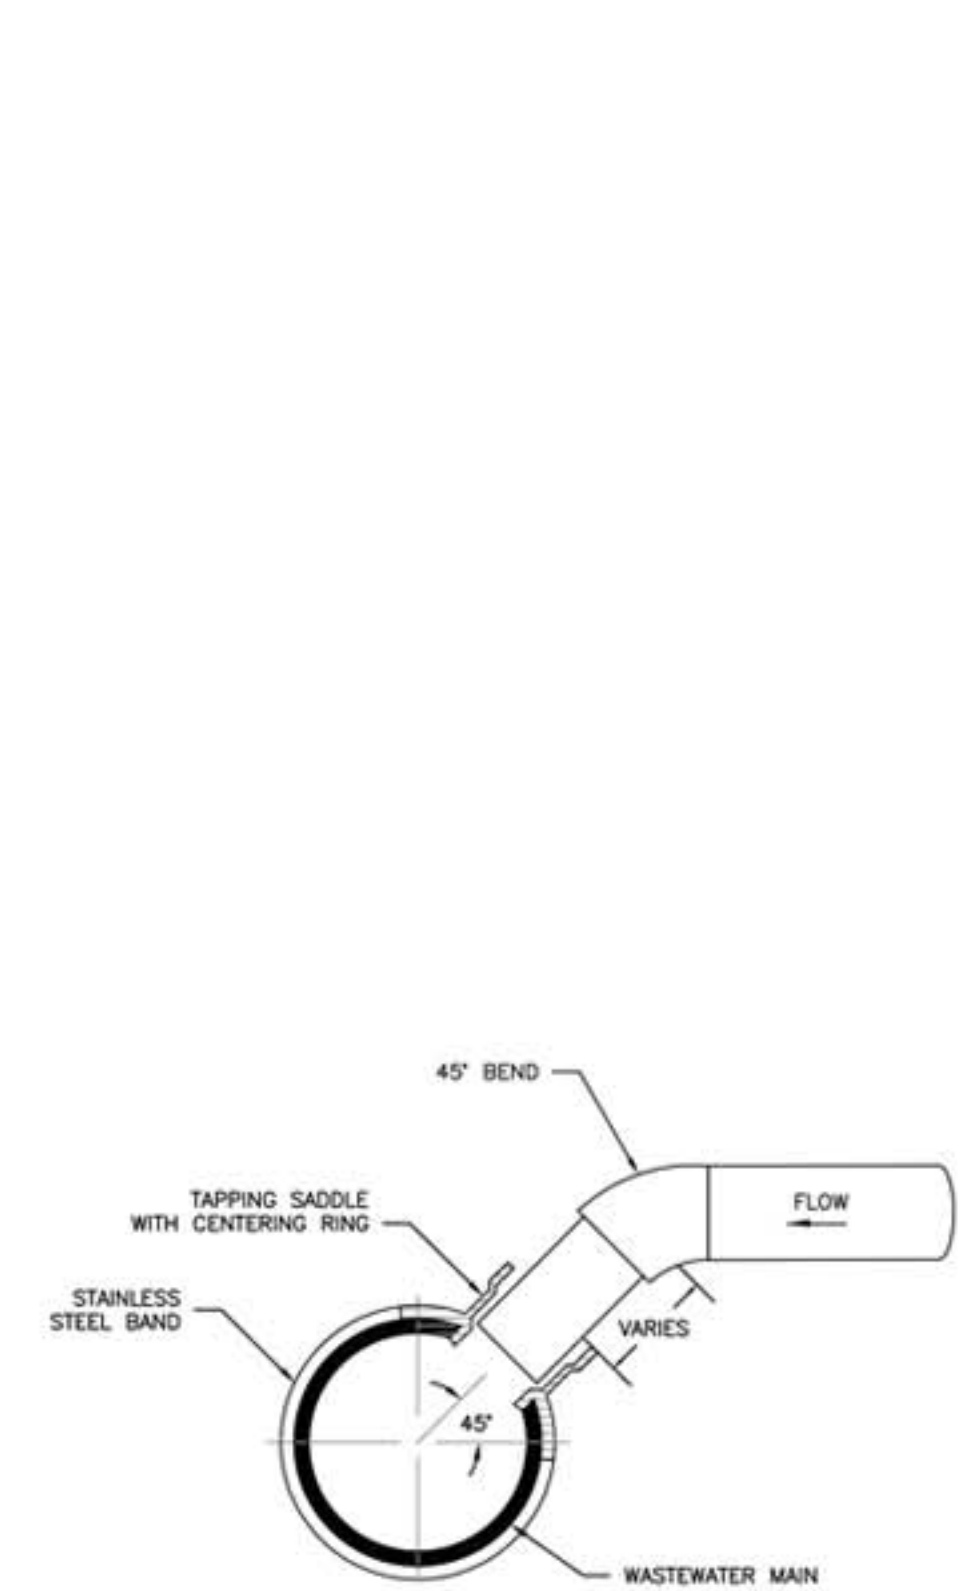 45° BEND
FLOW
TAPPING SADDLE
WITH CENTERING RING
STAINLESS
STEEL BAND
VARIES
45°
WASTEWATER MAIN